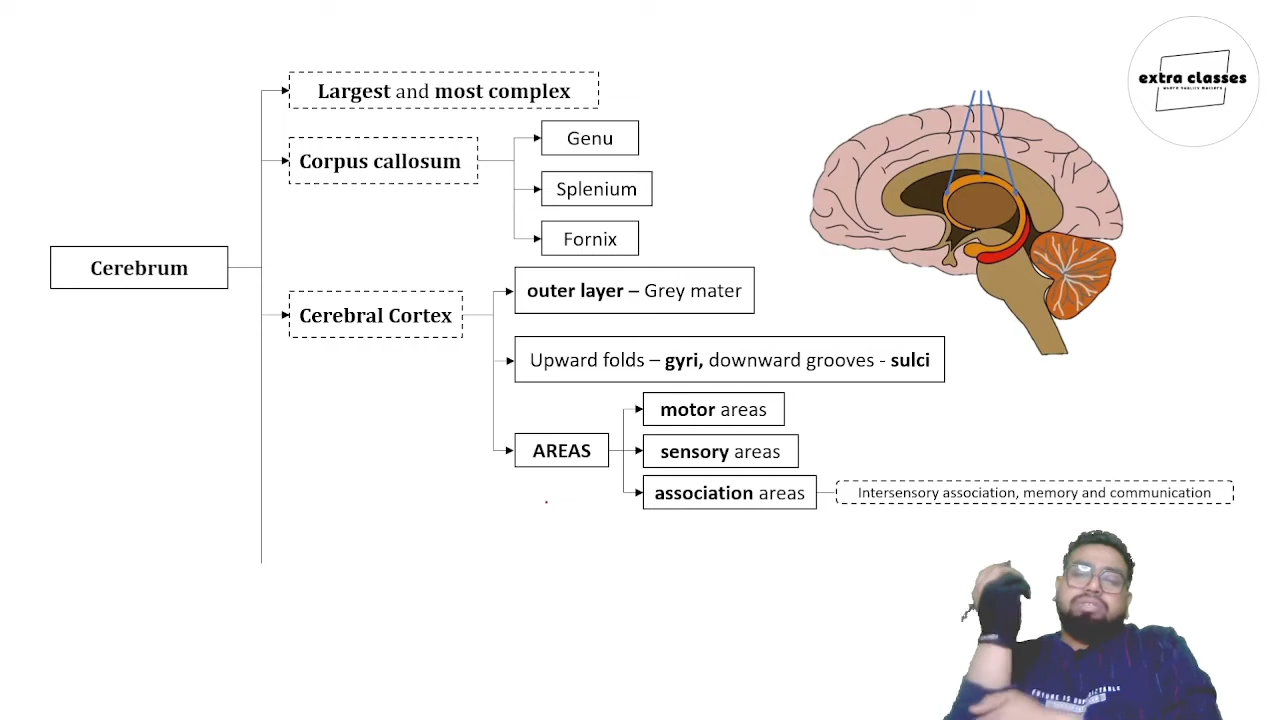 extra classes
Largest and most complex
Corpus callosum
Genu
Splenium
Fornix
Cerebrum
Cerebral Cortex
outer layer – Grey mater
Upward folds – gyri, downward grooves - sulci
AREAS
motor areas
sensory areas
association areas
Intersensory association, memory and communication